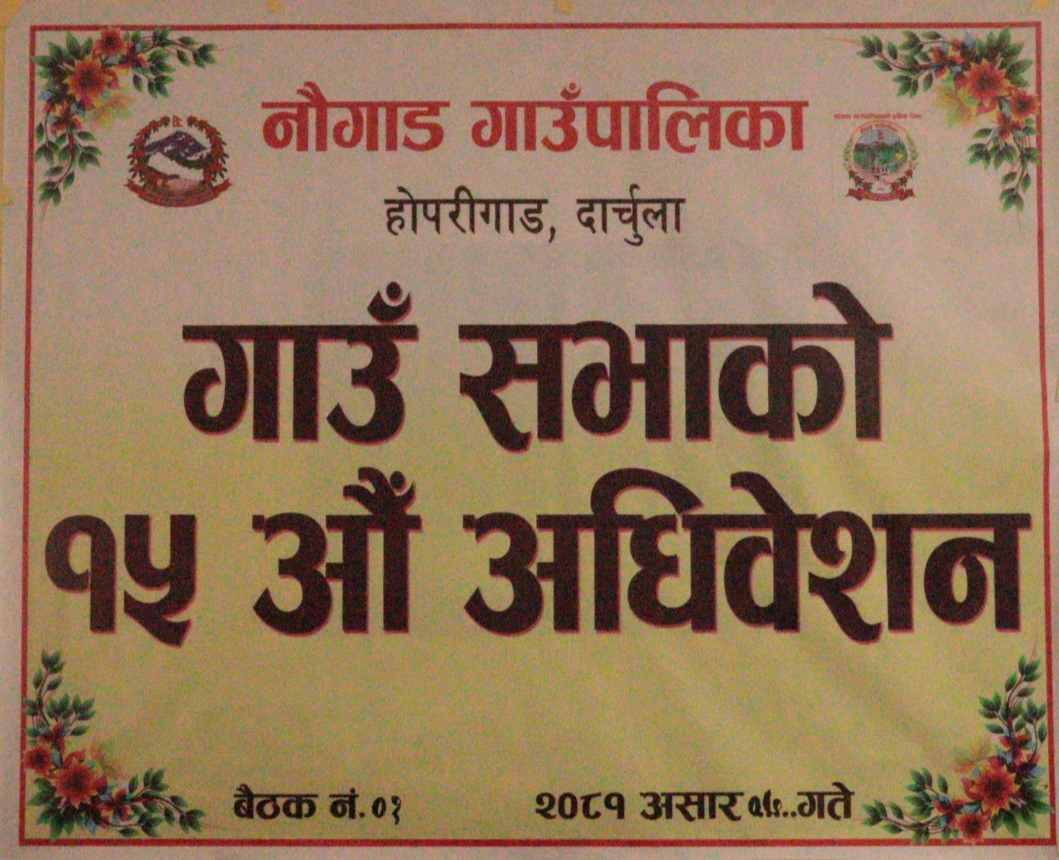 नौगाड गाउँपालिका
होपरीगाड, दार्चुला
गाउँ सभाको
१५ औं अधिवेशन
बैठक नं. ०१
२०८१ असार ..गते